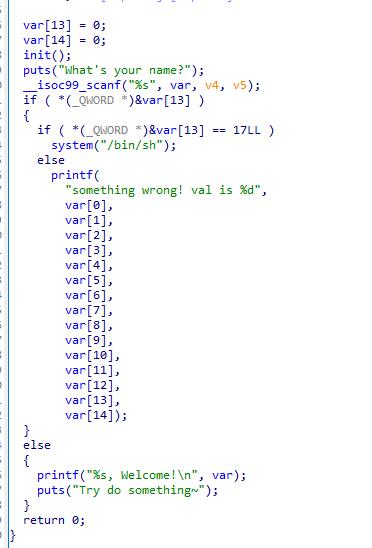 var[13] = 0;
var[14] = 0;
init();
puts("What's your name?");
__isoc99_scanf("%s", var, v4, v5);
if ( *(_QWORD *)&var[13] )
{
if ( *(_QWORD *)&var[13] == 17LL )
system("/bin/sh");
else
printf(
"something wrong! val is %d",
var[0],
var[1],
var[2],
var[3],
var[4],
var[5],
var[6],
var[7],
var[8],
var[9],
var[10],
var[11],
var[12],
var[13],
var[14]);
}
else
{
printf("%s, Welcome!\n", var);
puts("Try do something~");
}
return 0;
}